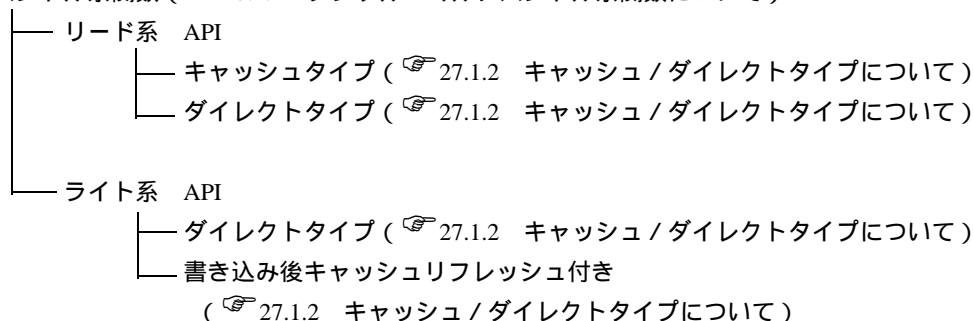 リード系 API
キャッシュタイプ ( ☞ 27.1.2 キャッシュ / ダイレクトタイプについて )
ダイレクトタイプ ( ☞ 27.1.2 キャッシュ / ダイレクトタイプについて )
ライト系 API
ダイレクトタイプ ( ☞ 27.1.2 キャッシュ / ダイレクトタイプについて )
書き込み後キャッシュリフレッシュ付き
( ☞ 27.1.2 キャッシュ / ダイレクトタイプについて )